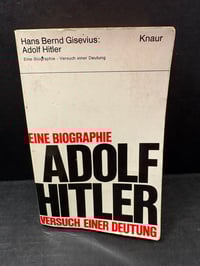 Hans Bernd Gisevius: Knaur
Adolf Hitler
Eine Biographie - Versuch einer Deutung
EINE BIOGRAPHIE
ADOLF
HITLER
VERSUCH EINER DEUTUNG